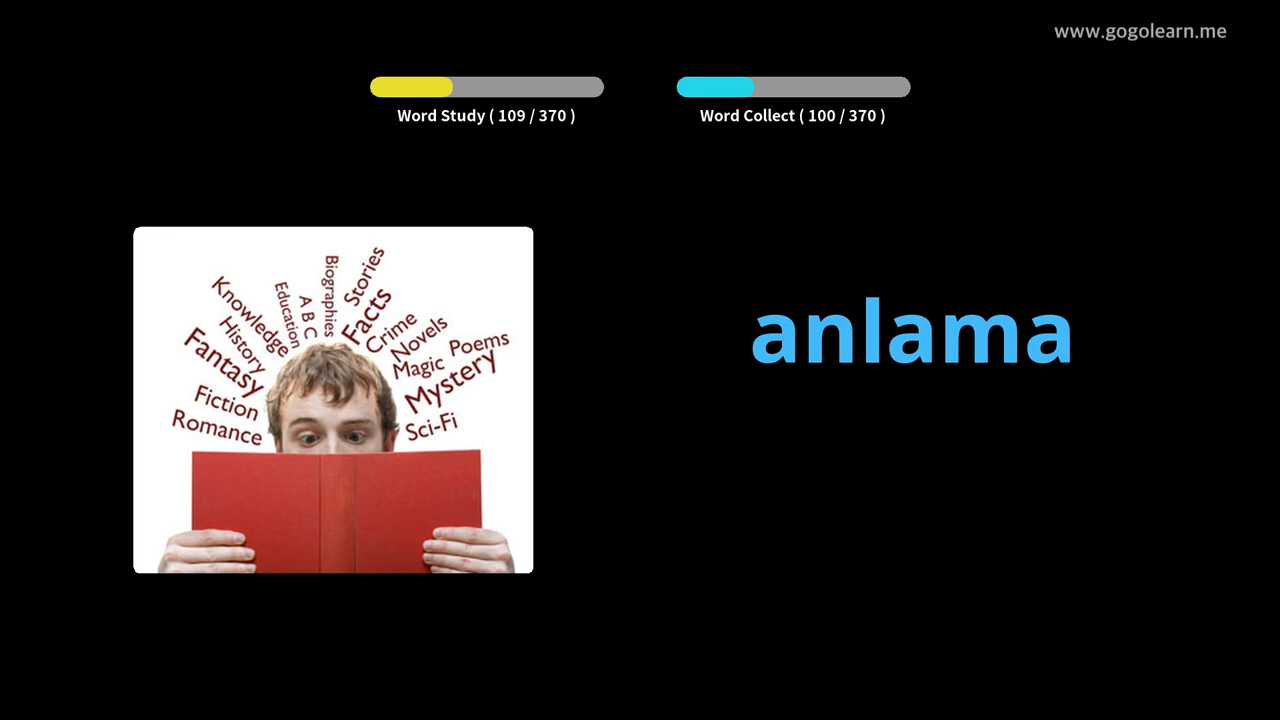 www.gogolearn.me
Word Study ( 109 / 370 )
Word Collect ( 100 / 370 )
Biographies
Stories
Education
A B C
Facts
Knowledge
Crime
History
Novels
Poems
Fantasy
Magic
Mystery
Fiction
Romance
Sci-Fi
anlama